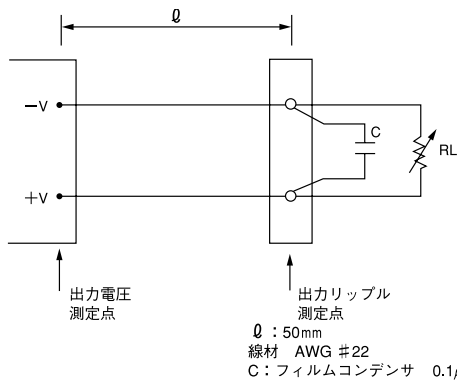 ℓ
−V
C
RL
+V
出力電圧
測定点
出力リップル
測定点
ℓ：50mm
線材 AWG #22
C：フィルムコンデンサ 0.1